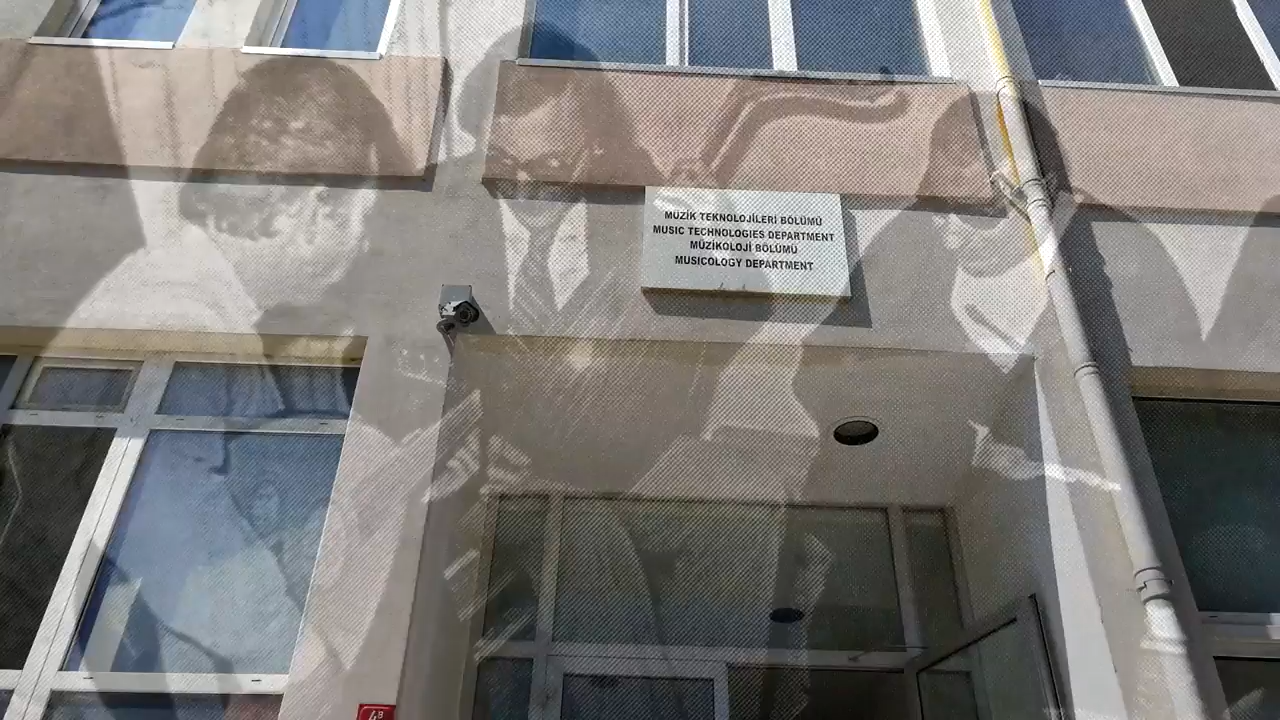 MÜZİK TEKNOLOJİLERİ BÖLÜMÜ
MUSIC TECHNOLOGIES DEPARTMENT
MÜZİKOLOJİ BÖLÜMÜ
MUSICOLOGY DEPARTMENT